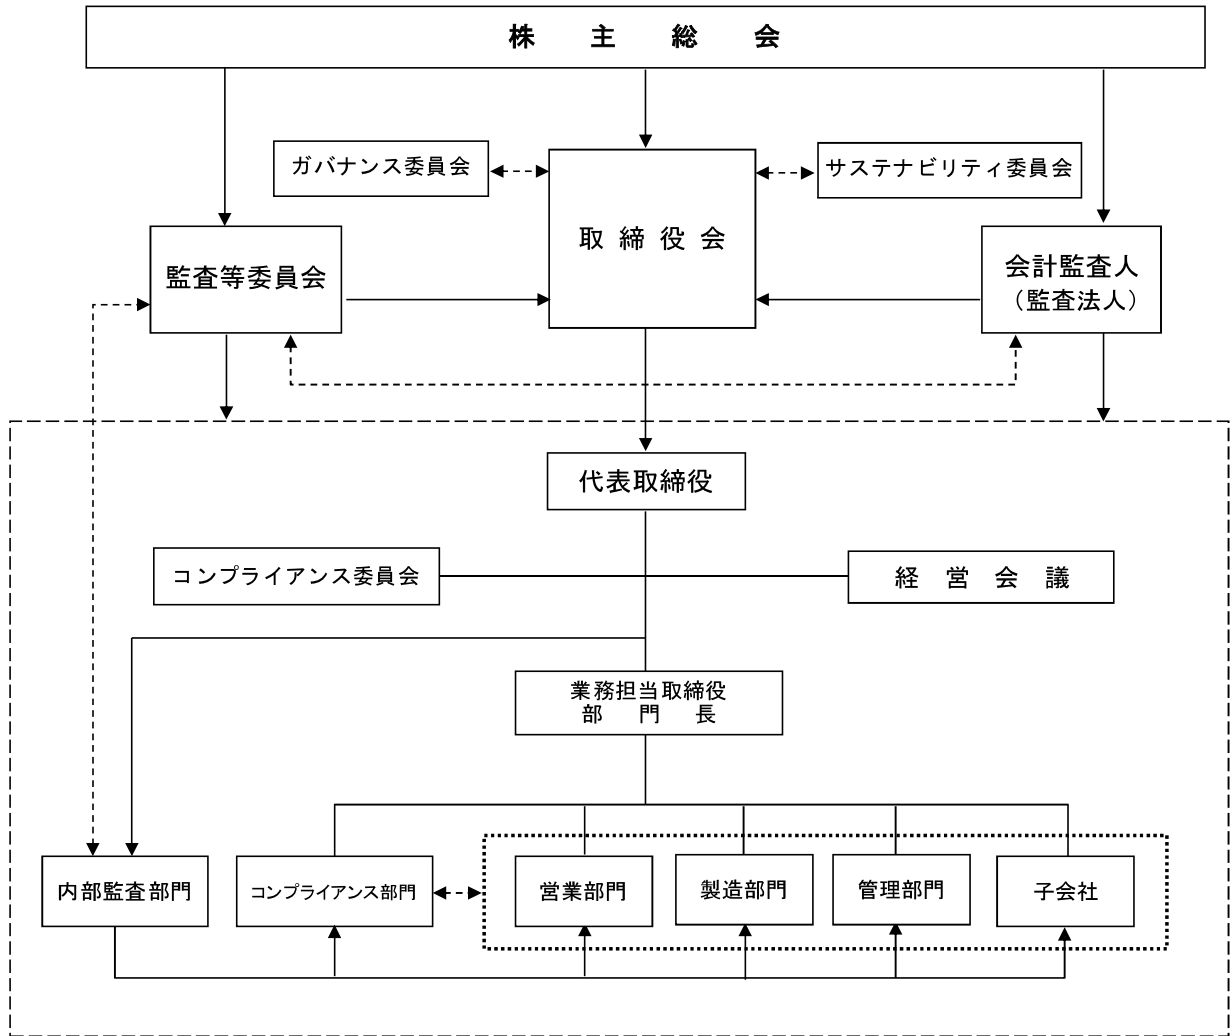 株主総会
ガバナンス委員会
サステナビリティ委員会
取締役会
監査等委員会
会計監査人
（監査法人）
代表取締役
コンプライアンス委員会
経営会議
業務担当取締役
部門長
内部監査部門
コンプライアンス部門
営業部門
製造部門
管理部門
子会社